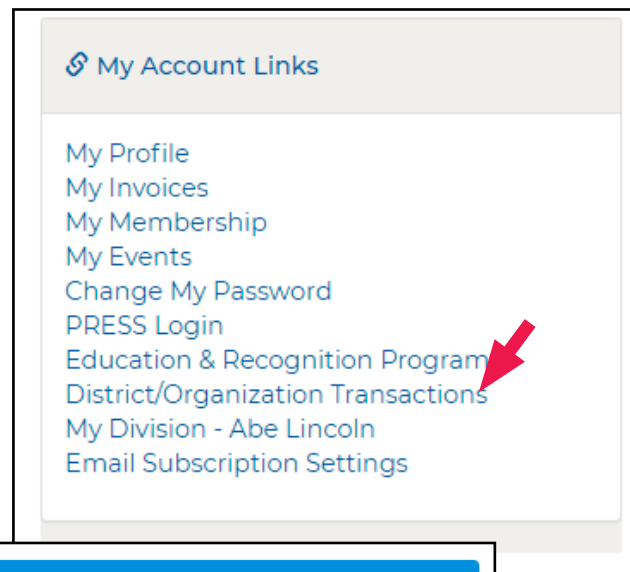 My Account Links
My Profile
My Invoices
My Membership
My Events
Change My Password
PRESS Login
Education & Recognition Program
District/Organization Transactions
My Division - Abe Lincoln
Email Subscription Settings